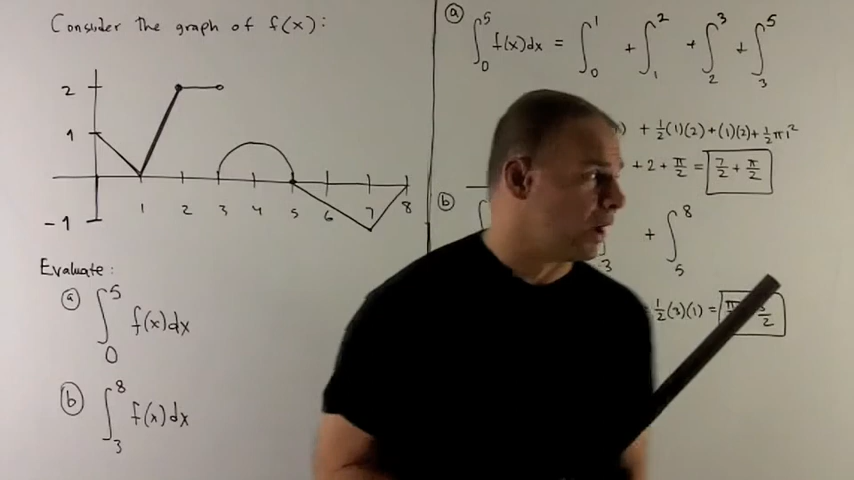 Consider the graph of f(x):
2
1
-1
1 2 3 4 5 6 7 8
Evaluate:
ⓐ ∫₀⁵ f(x)dx
ⓑ ∫₃⁸ f(x)dx
ⓐ ∫₀⁵ f(x)dx = ∫₀¹ + ∫₁² + ∫₂³ + ∫₃⁵
) + ½(1)(2) + (1)(2) + ½π1²
+ 2 + π/2 = 7/2 + π/2
ⓑ
3 + ∫₅⁸
½(3)(1) =